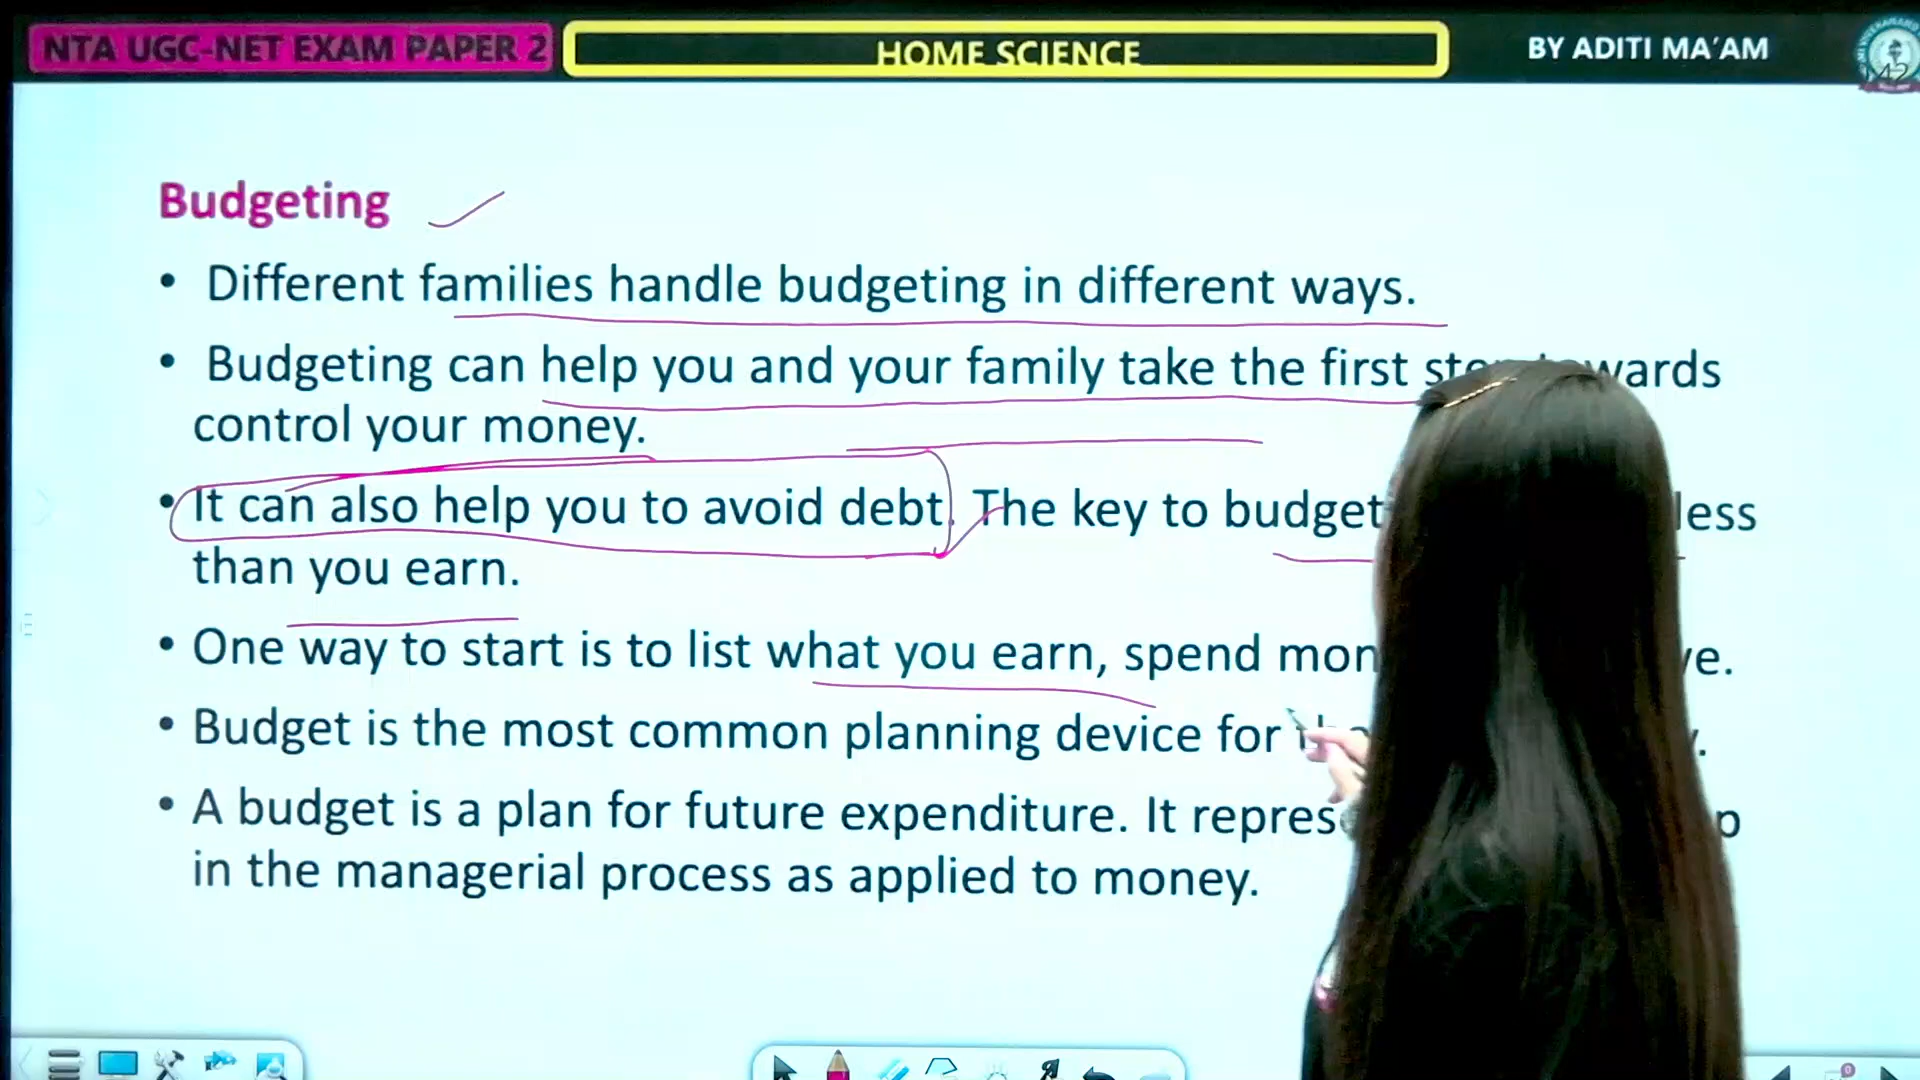 NTA UGC-NET EXAM PAPER 2
HOME SCIENCE
BY ADITI MA'AM
Budgeting
• Different families handle budgeting in different ways.
• Budgeting can help you and your family take the first step towards
control your money.
• It can also help you to avoid debt. The key to budget less
than you earn.
• One way to start is to list what you earn, spend
• Budget is the most common planning device for
• A budget is a plan for future expenditure. It
in the managerial process as applied to money.